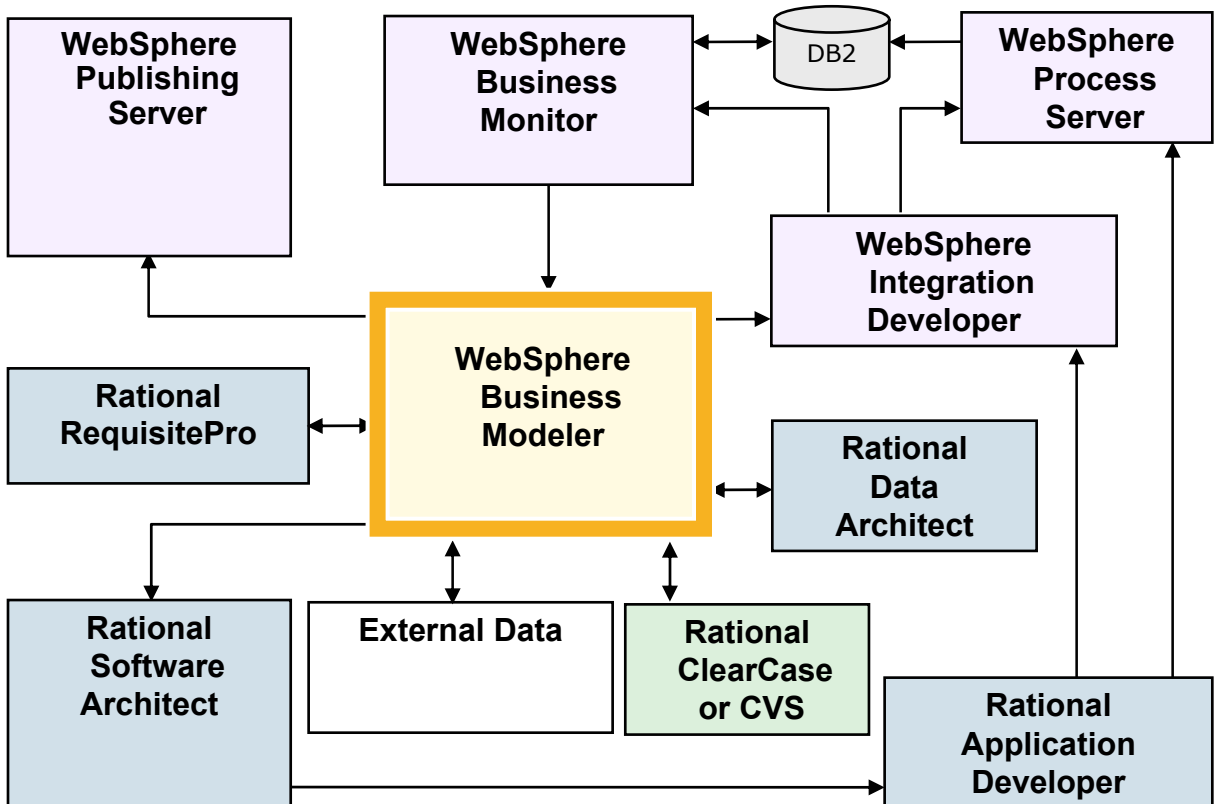 WebSphere
Publishing
Server
WebSphere
Business
Monitor
DB2
WebSphere
Process
Server
WebSphere
Integration
Developer
WebSphere
Business
Modeler
Rational
RequisitePro
Rational
Data
Architect
Rational
Software
Architect
External Data
Rational
ClearCase
or CVS
Rational
Application
Developer